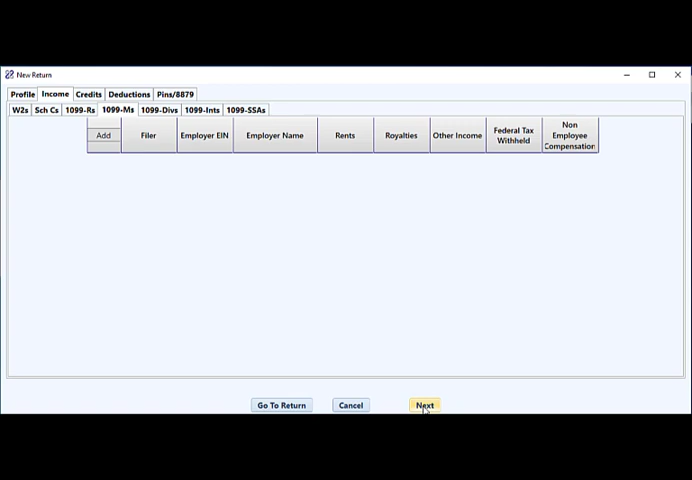 New Return
Profile Income Credits Deductions Pins/8879
W2s Sch Cs 1099-Rs 1099-Ms 1099-Divs 1099-Ints 1099-SSAs
Add Filer Employer EIN Employer Name Rents Royalties Other Income Federal Tax Withheld Non Employee Compensation
Go To Return Cancel Next